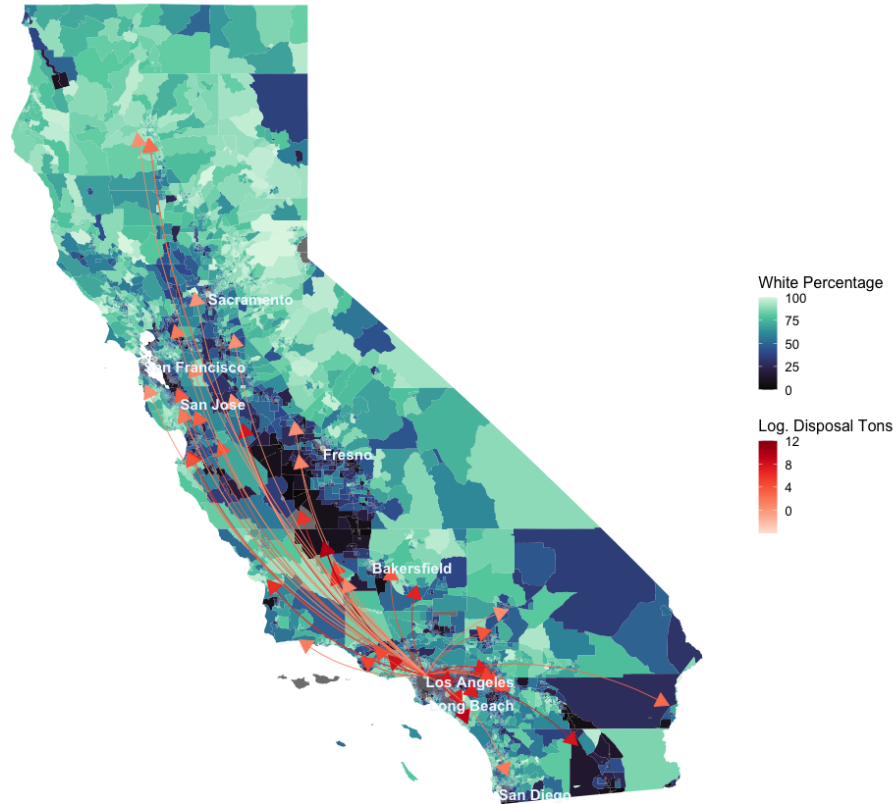 Sacramento
San Francisco
San Jose
Fresno
Bakersfield
Los Angeles
Long Beach
San Diego
White Percentage
100
75
50
25
0
Log. Disposal Tons
12
8
4
0